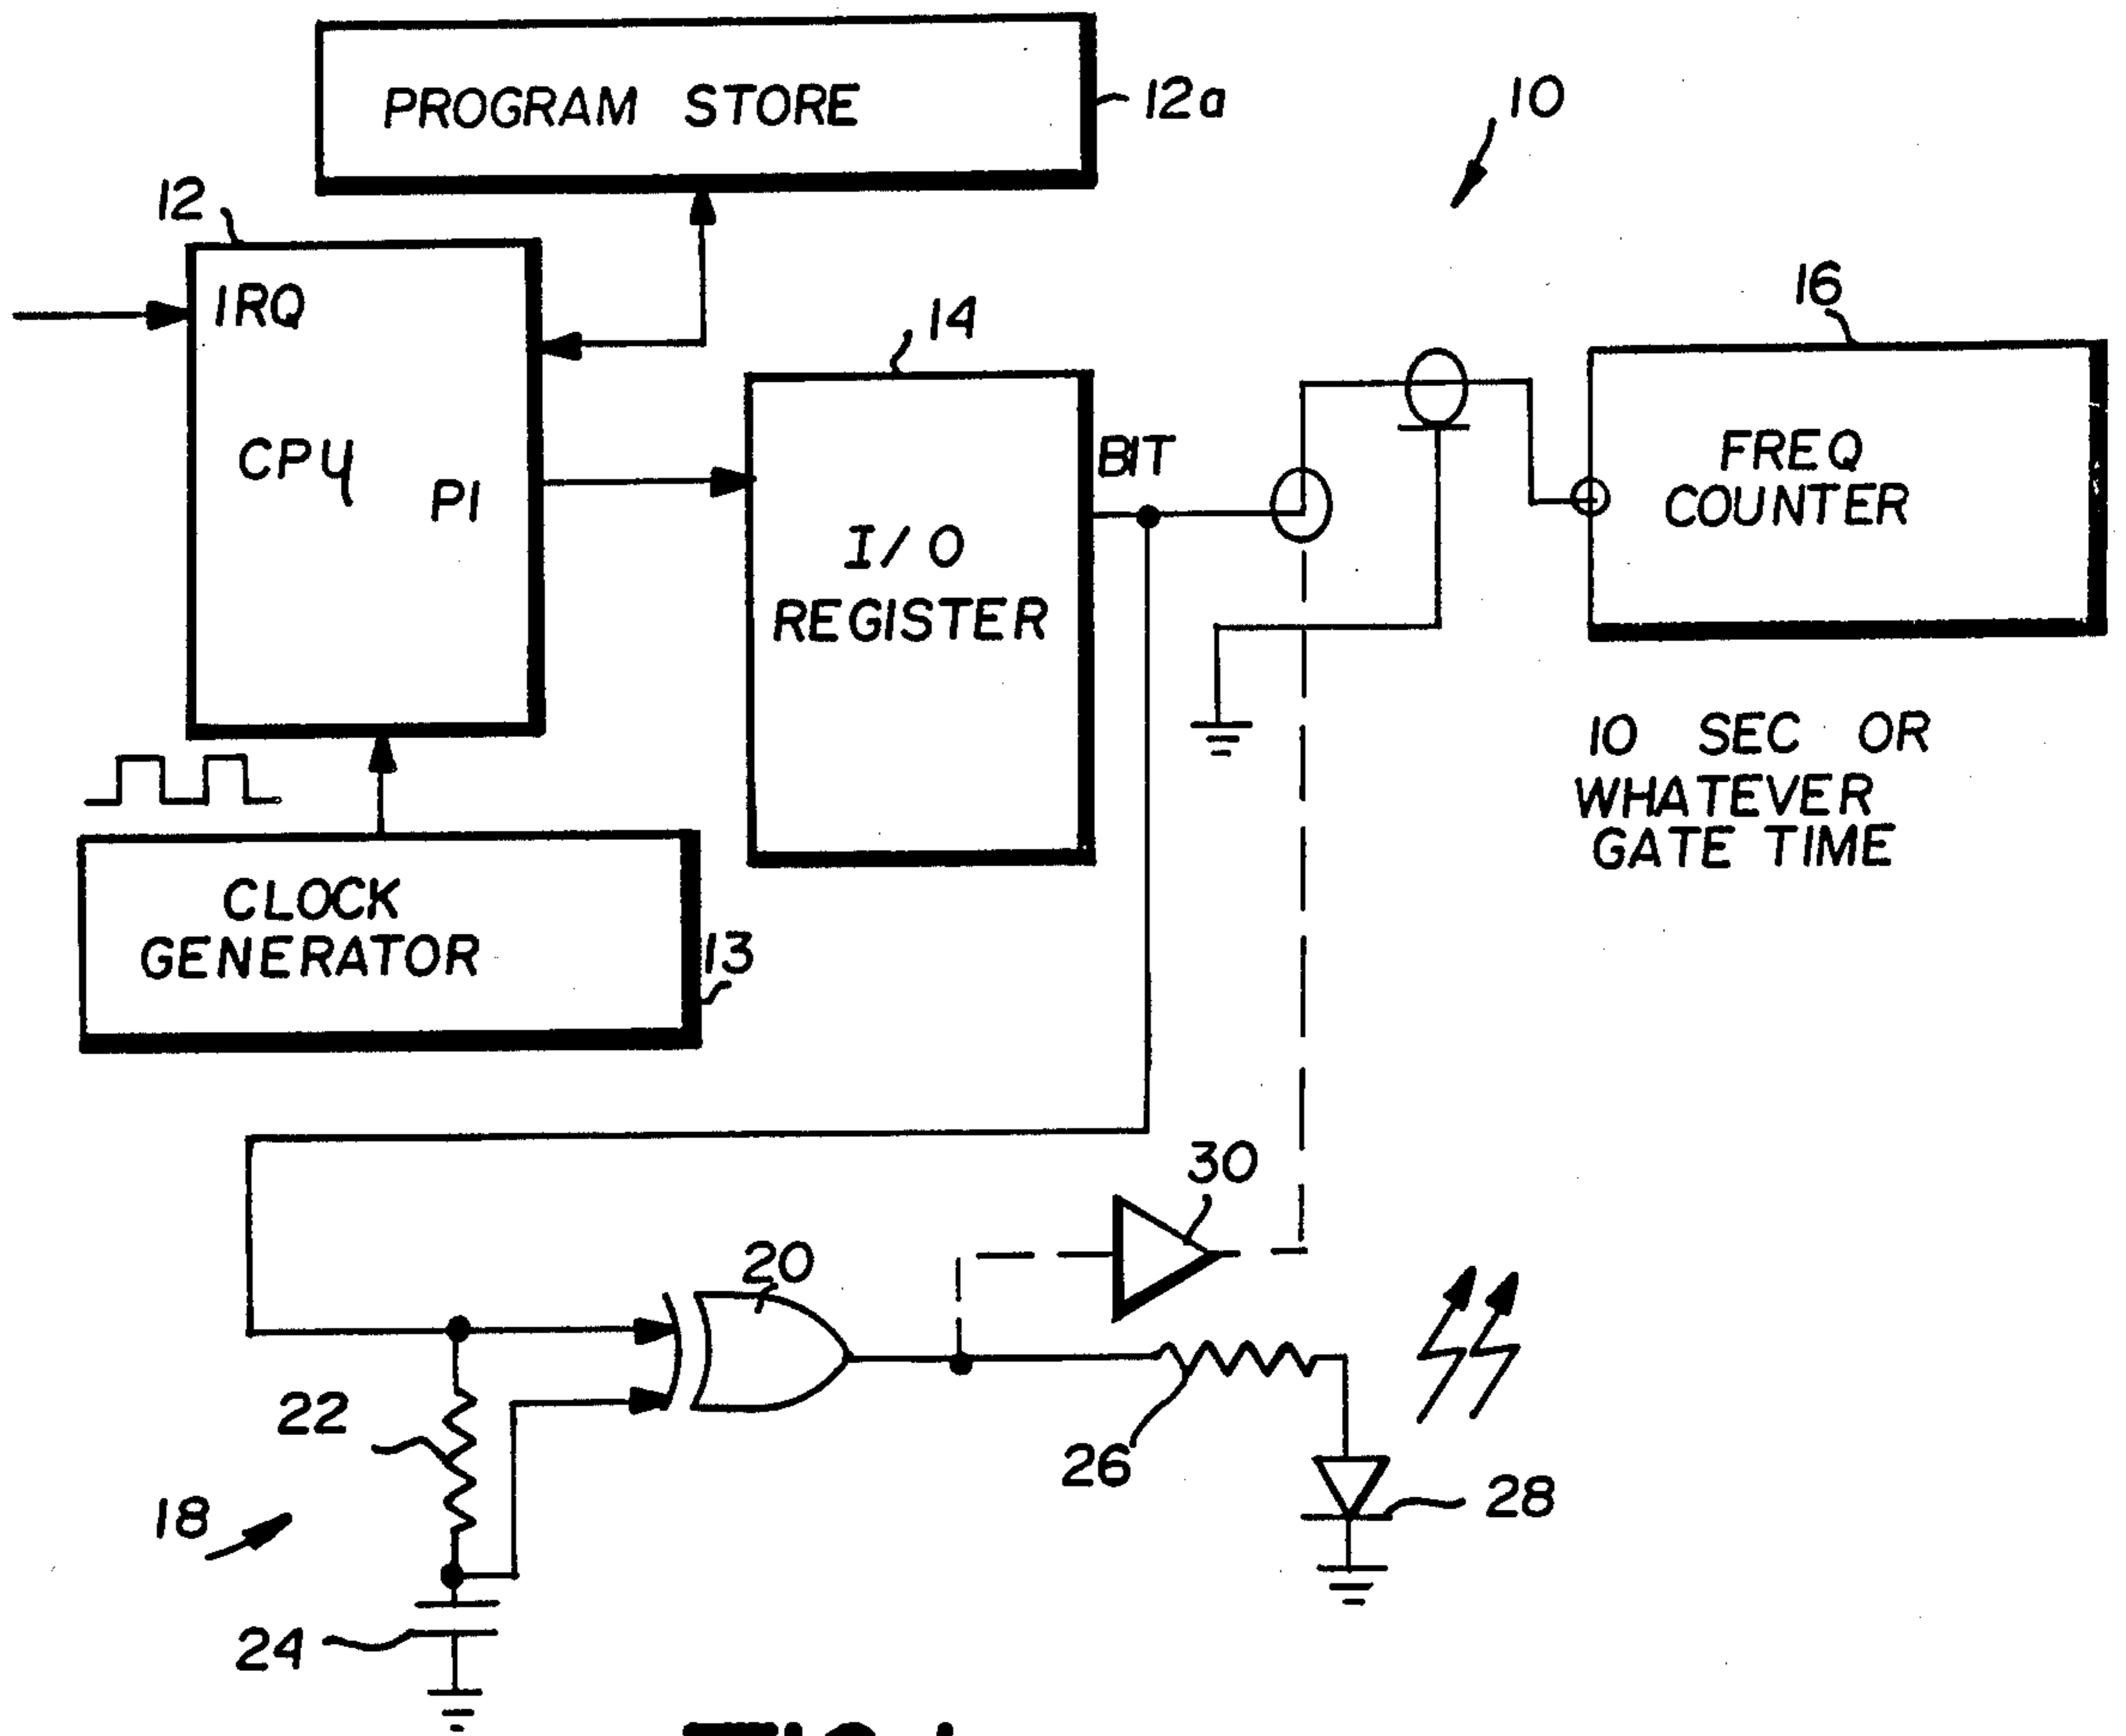 PROGRAM STORE
12a
10
12
IRQ
CPU
PI
14
I/O
REGISTER
BIT
16
FREQ
COUNTER
10 SEC OR
WHATEVER
GATE TIME
CLOCK
GENERATOR
13
30
20
22
26
28
18
24